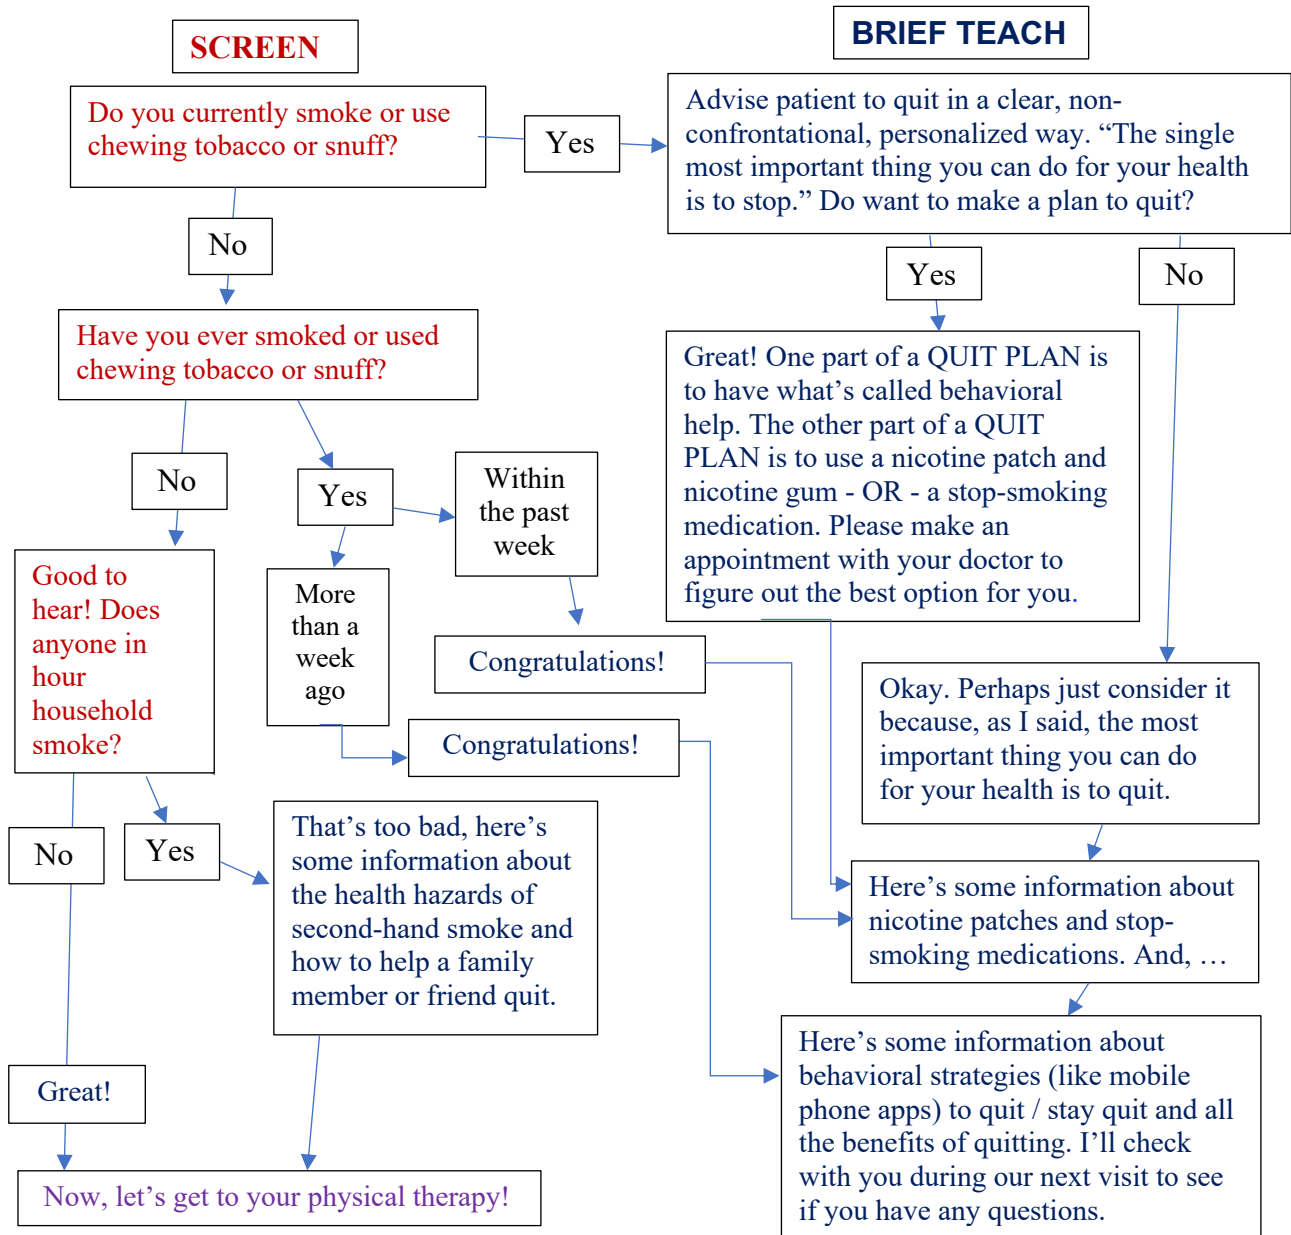 SCREEN
BRIEF TEACH
Do you currently smoke or use
chewing tobacco or snuff?
Yes
Advise patient to quit in a clear, non-
confrontational, personalized way. “The single
most important thing you can do for your health
is to stop.” Do want to make a plan to quit?
No
Yes
No
Have you ever smoked or used
chewing tobacco or snuff?
Great! One part of a QUIT PLAN is
to have what’s called behavioral
help. The other part of a QUIT
PLAN is to use a nicotine patch and
nicotine gum - OR - a stop-smoking
medication. Please make an
appointment with your doctor to
figure out the best option for you.
No
Yes
Within
the past
week
Good to
hear! Does
anyone in
hour
household
smoke?
More
than a
week
ago
Congratulations!
Congratulations!
Okay. Perhaps just consider it
because, as I said, the most
important thing you can do
for your health is to quit.
No
Yes
That’s too bad, here’s
some information about
the health hazards of
second-hand smoke and
how to help a family
member or friend quit.
Here’s some information about
nicotine patches and stop-
smoking medications. And, …
Great!
Here’s some information about
behavioral strategies (like mobile
phone apps) to quit / stay quit and all
the benefits of quitting. I’ll check
with you during our next visit to see
if you have any questions.
Now, let’s get to your physical therapy!